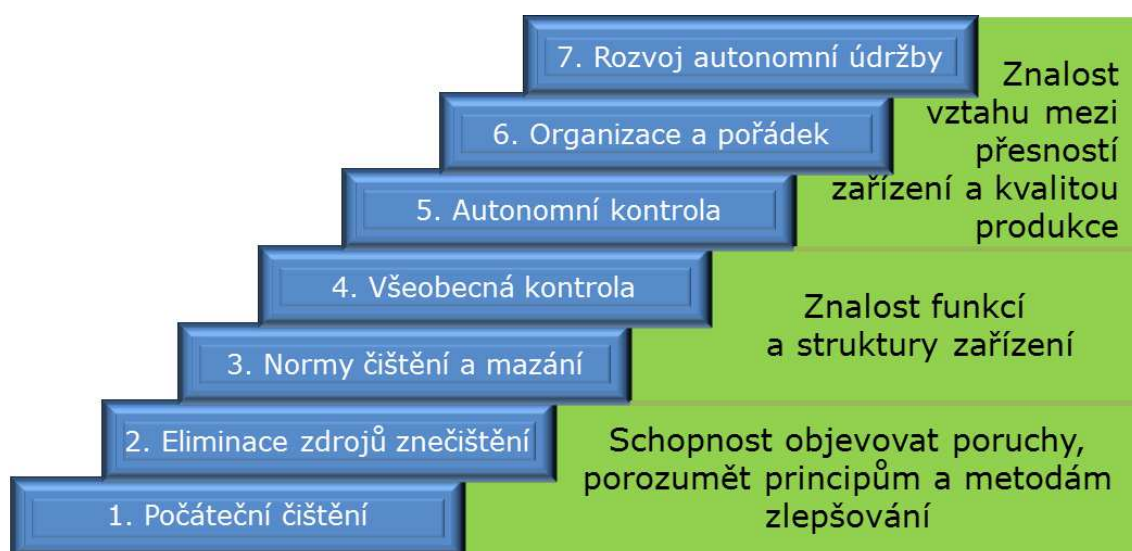 7. Rozvoj autonomní údržby
6. Organizace a pořádek
5. Autonomní kontrola
4. Všeobecná kontrola
3. Normy čištění a mazání
2. Eliminace zdrojů znečištění
1. Počáteční čištění
Znalost
vztahu mezi
přesností
zařízení a kvalitou
produkce
Znalost funkcí
a struktury zařízení
Schopnost objevovat poruchy,
porozumět principům a metodám
zlepšování